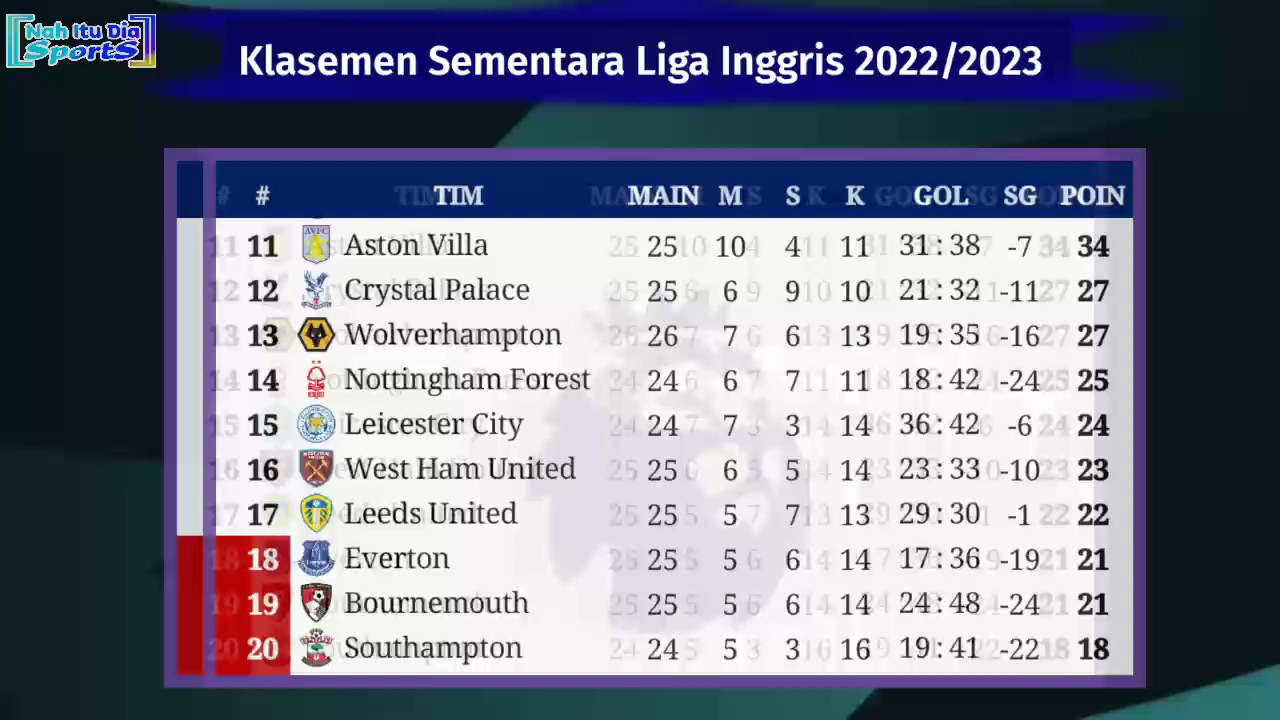 Nah Itu Dia
Sports
Klasemen Sementara Liga Inggris 2022/2023
# TIM MAIN M S K GOL SG POIN
11 Aston Villa 25 10 4 11 31:38 -7 34
12 Crystal Palace 25 6 9 10 21:32 -11 27
13 Wolverhampton 26 7 6 13 19:35 -16 27
14 Nottingham Forest 24 6 7 11 18:42 -24 25
15 Leicester City 24 7 3 14 36:42 -6 24
16 West Ham United 25 6 5 14 23:33 -10 23
17 Leeds United 25 5 7 13 29:30 -1 22
18 Everton 25 5 6 14 17:36 -19 21
19 Bournemouth 25 5 6 14 24:48 -24 21
20 Southampton 24 5 3 16 19:41 -22 18